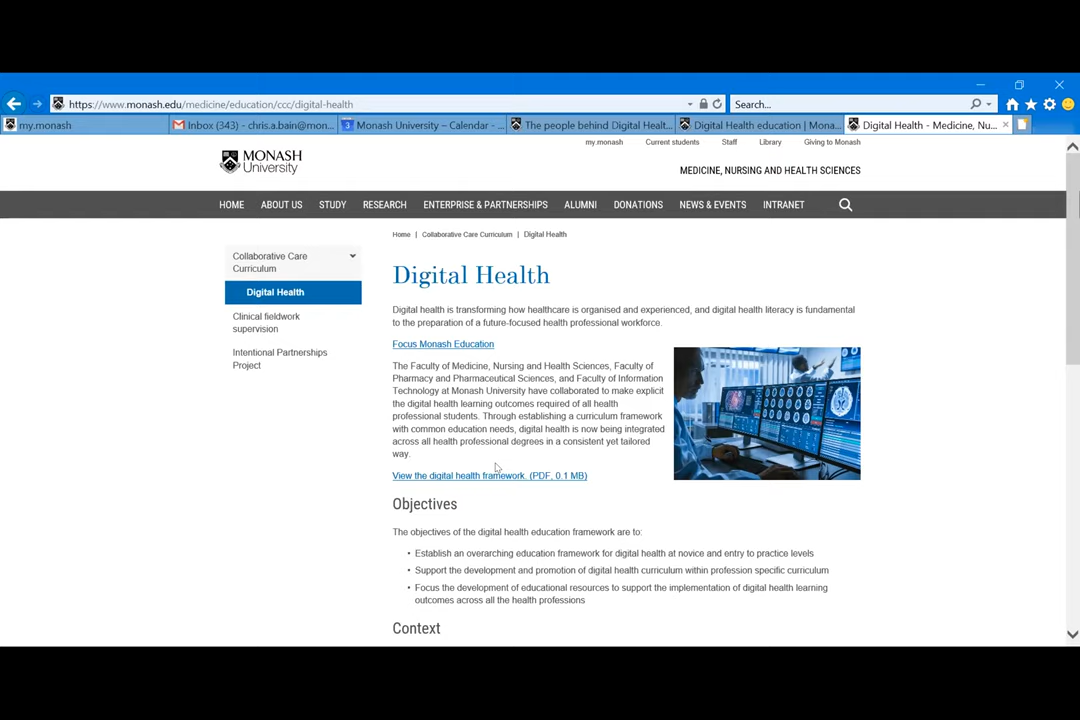 https://www.monash.edu/medicine/education/ccc/digital-health
Search...
my.monash
Inbox (343) - chris.a.bain@mon...
Monash University – Calendar - ...
The people behind Digital Healt...
Digital Health education | Mona...
Digital Health - Medicine, Nu...
my.monash
Current students
Staff
Library
Giving to Monash
MONASH
University
MEDICINE, NURSING AND HEALTH SCIENCES
HOME
ABOUT US
STUDY
RESEARCH
ENTERPRISE & PARTNERSHIPS
ALUMNI
DONATIONS
NEWS & EVENTS
INTRANET
Home | Collaborative Care Curriculum | Digital Health
Collaborative Care
Curriculum
Digital Health
Clinical fieldwork
supervision
Intentional Partnerships
Project
Digital Health
Digital health is transforming how healthcare is organised and experienced, and digital health literacy is fundamental
to the preparation of a future-focused health professional workforce.
Focus Monash Education
The Faculty of Medicine, Nursing and Health Sciences, Faculty of
Pharmacy and Pharmaceutical Sciences, and Faculty of Information
Technology at Monash University have collaborated to make explicit
the digital health learning outcomes required of all health
professional students. Through establishing a curriculum framework
with common education needs, digital health is now being integrated
across all health professional degrees in a consistent yet tailored
way.
View the digital health framework. (PDF, 0.1 MB)
Objectives
The objectives of the digital health education framework are to:
• Establish an overarching education framework for digital health at novice and entry to practice levels
• Support the development and promotion of digital health curriculum within profession specific curriculum
• Focus the development of educational resources to support the implementation of digital health learning
outcomes across all the health professions
Context